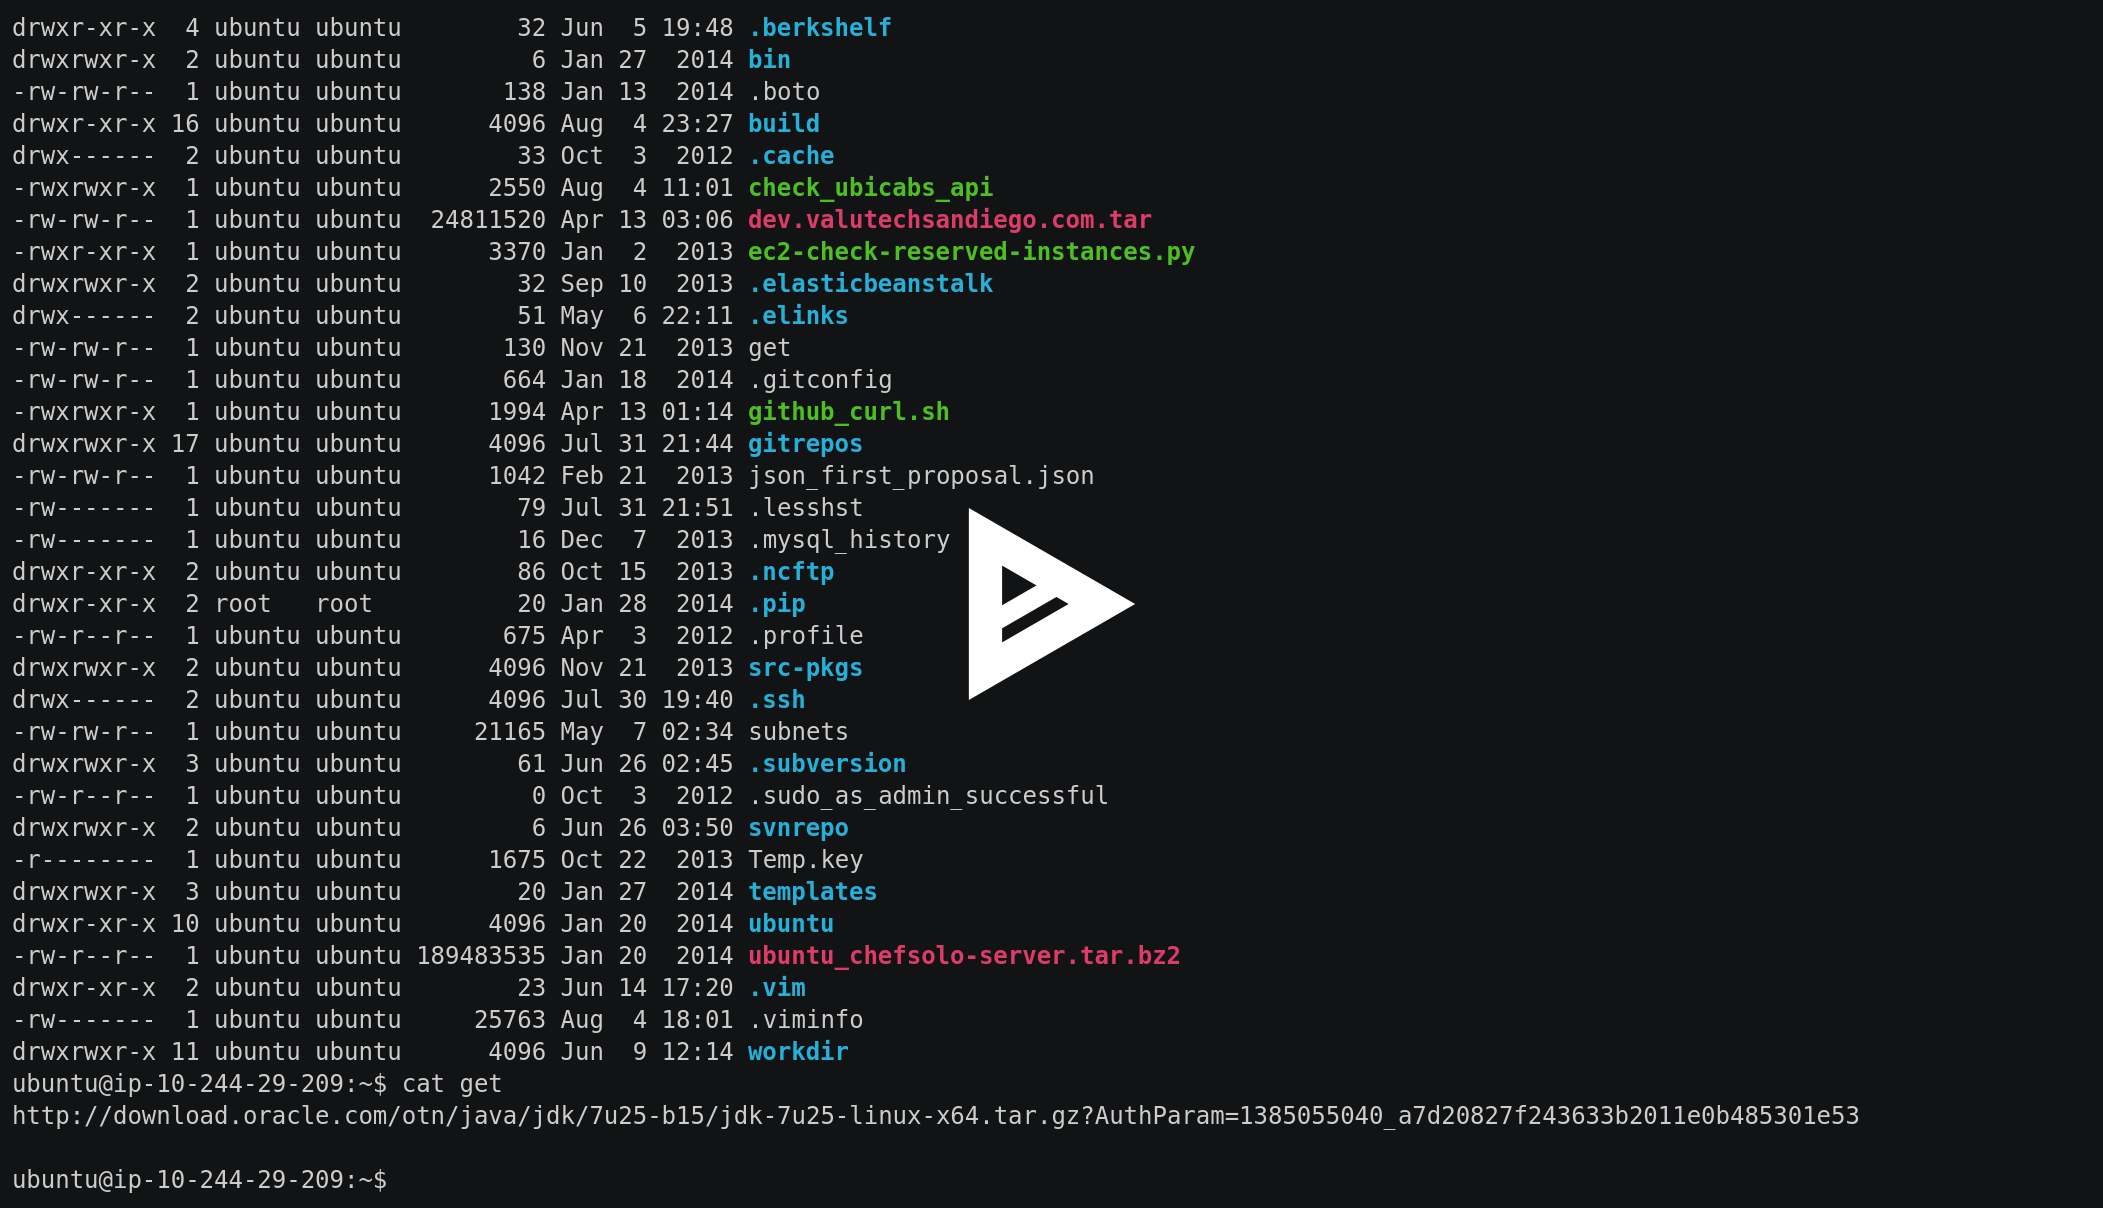 drwxr-xr-x  4 ubuntu ubuntu        32 Jun  5 19:48 .berkshelf
drwxrwxr-x  2 ubuntu ubuntu         6 Jan 27  2014 bin
-rw-rw-r--  1 ubuntu ubuntu       138 Jan 13  2014 .boto
drwxr-xr-x 16 ubuntu ubuntu      4096 Aug  4 23:27 build
drwx------  2 ubuntu ubuntu        33 Oct  3  2012 .cache
-rwxrwxr-x  1 ubuntu ubuntu      2550 Aug  4 11:01 check_ubicabs_api
-rw-rw-r--  1 ubuntu ubuntu  24811520 Apr 13 03:06 dev.valutechsandiego.com.tar
-rwxr-xr-x  1 ubuntu ubuntu      3370 Jan  2  2013 ec2-check-reserved-instances.py
drwxrwxr-x  2 ubuntu ubuntu        32 Sep 10  2013 .elasticbeanstalk
drwx------  2 ubuntu ubuntu        51 May  6 22:11 .elinks
-rw-rw-r--  1 ubuntu ubuntu       130 Nov 21  2013 get
-rw-rw-r--  1 ubuntu ubuntu       664 Jan 18  2014 .gitconfig
-rwxrwxr-x  1 ubuntu ubuntu      1994 Apr 13 01:14 github_curl.sh
drwxrwxr-x 17 ubuntu ubuntu      4096 Jul 31 21:44 gitrepos
-rw-rw-r--  1 ubuntu ubuntu      1042 Feb 21  2013 json_first_proposal.json
-rw-------  1 ubuntu ubuntu        79 Jul 31 21:51 .lesshst
-rw-------  1 ubuntu ubuntu        16 Dec  7  2013 .mysql_history
drwxr-xr-x  2 ubuntu ubuntu        86 Oct 15  2013 .ncftp
drwxr-xr-x  2 root   root          20 Jan 28  2014 .pip
-rw-r--r--  1 ubuntu ubuntu       675 Apr  3  2012 .profile
drwxrwxr-x  2 ubuntu ubuntu      4096 Nov 21  2013 src-pkgs
drwx------  2 ubuntu ubuntu      4096 Jul 30 19:40 .ssh
-rw-rw-r--  1 ubuntu ubuntu     21165 May  7 02:34 subnets
drwxrwxr-x  3 ubuntu ubuntu        61 Jun 26 02:45 .subversion
-rw-r--r--  1 ubuntu ubuntu         0 Oct  3  2012 .sudo_as_admin_successful
drwxrwxr-x  2 ubuntu ubuntu         6 Jun 26 03:50 svnrepo
-r--------  1 ubuntu ubuntu      1675 Oct 22  2013 Temp.key
drwxrwxr-x  3 ubuntu ubuntu        20 Jan 27  2014 templates
drwxr-xr-x 10 ubuntu ubuntu      4096 Jan 20  2014 ubuntu
-rw-r--r--  1 ubuntu ubuntu 189483535 Jan 20  2014 ubuntu_chefsolo-server.tar.bz2
drwxr-xr-x  2 ubuntu ubuntu        23 Jun 14 17:20 .vim
-rw-------  1 ubuntu ubuntu     25763 Aug  4 18:01 .viminfo
drwxrwxr-x 11 ubuntu ubuntu      4096 Jun  9 12:14 workdir
ubuntu@ip-10-244-29-209:~$ cat get
http://download.oracle.com/otn/java/jdk/7u25-b15/jdk-7u25-linux-x64.tar.gz?AuthParam=1385055040_a7d20827f243633b2011e0b485301e53
ubuntu@ip-10-244-29-209:~$